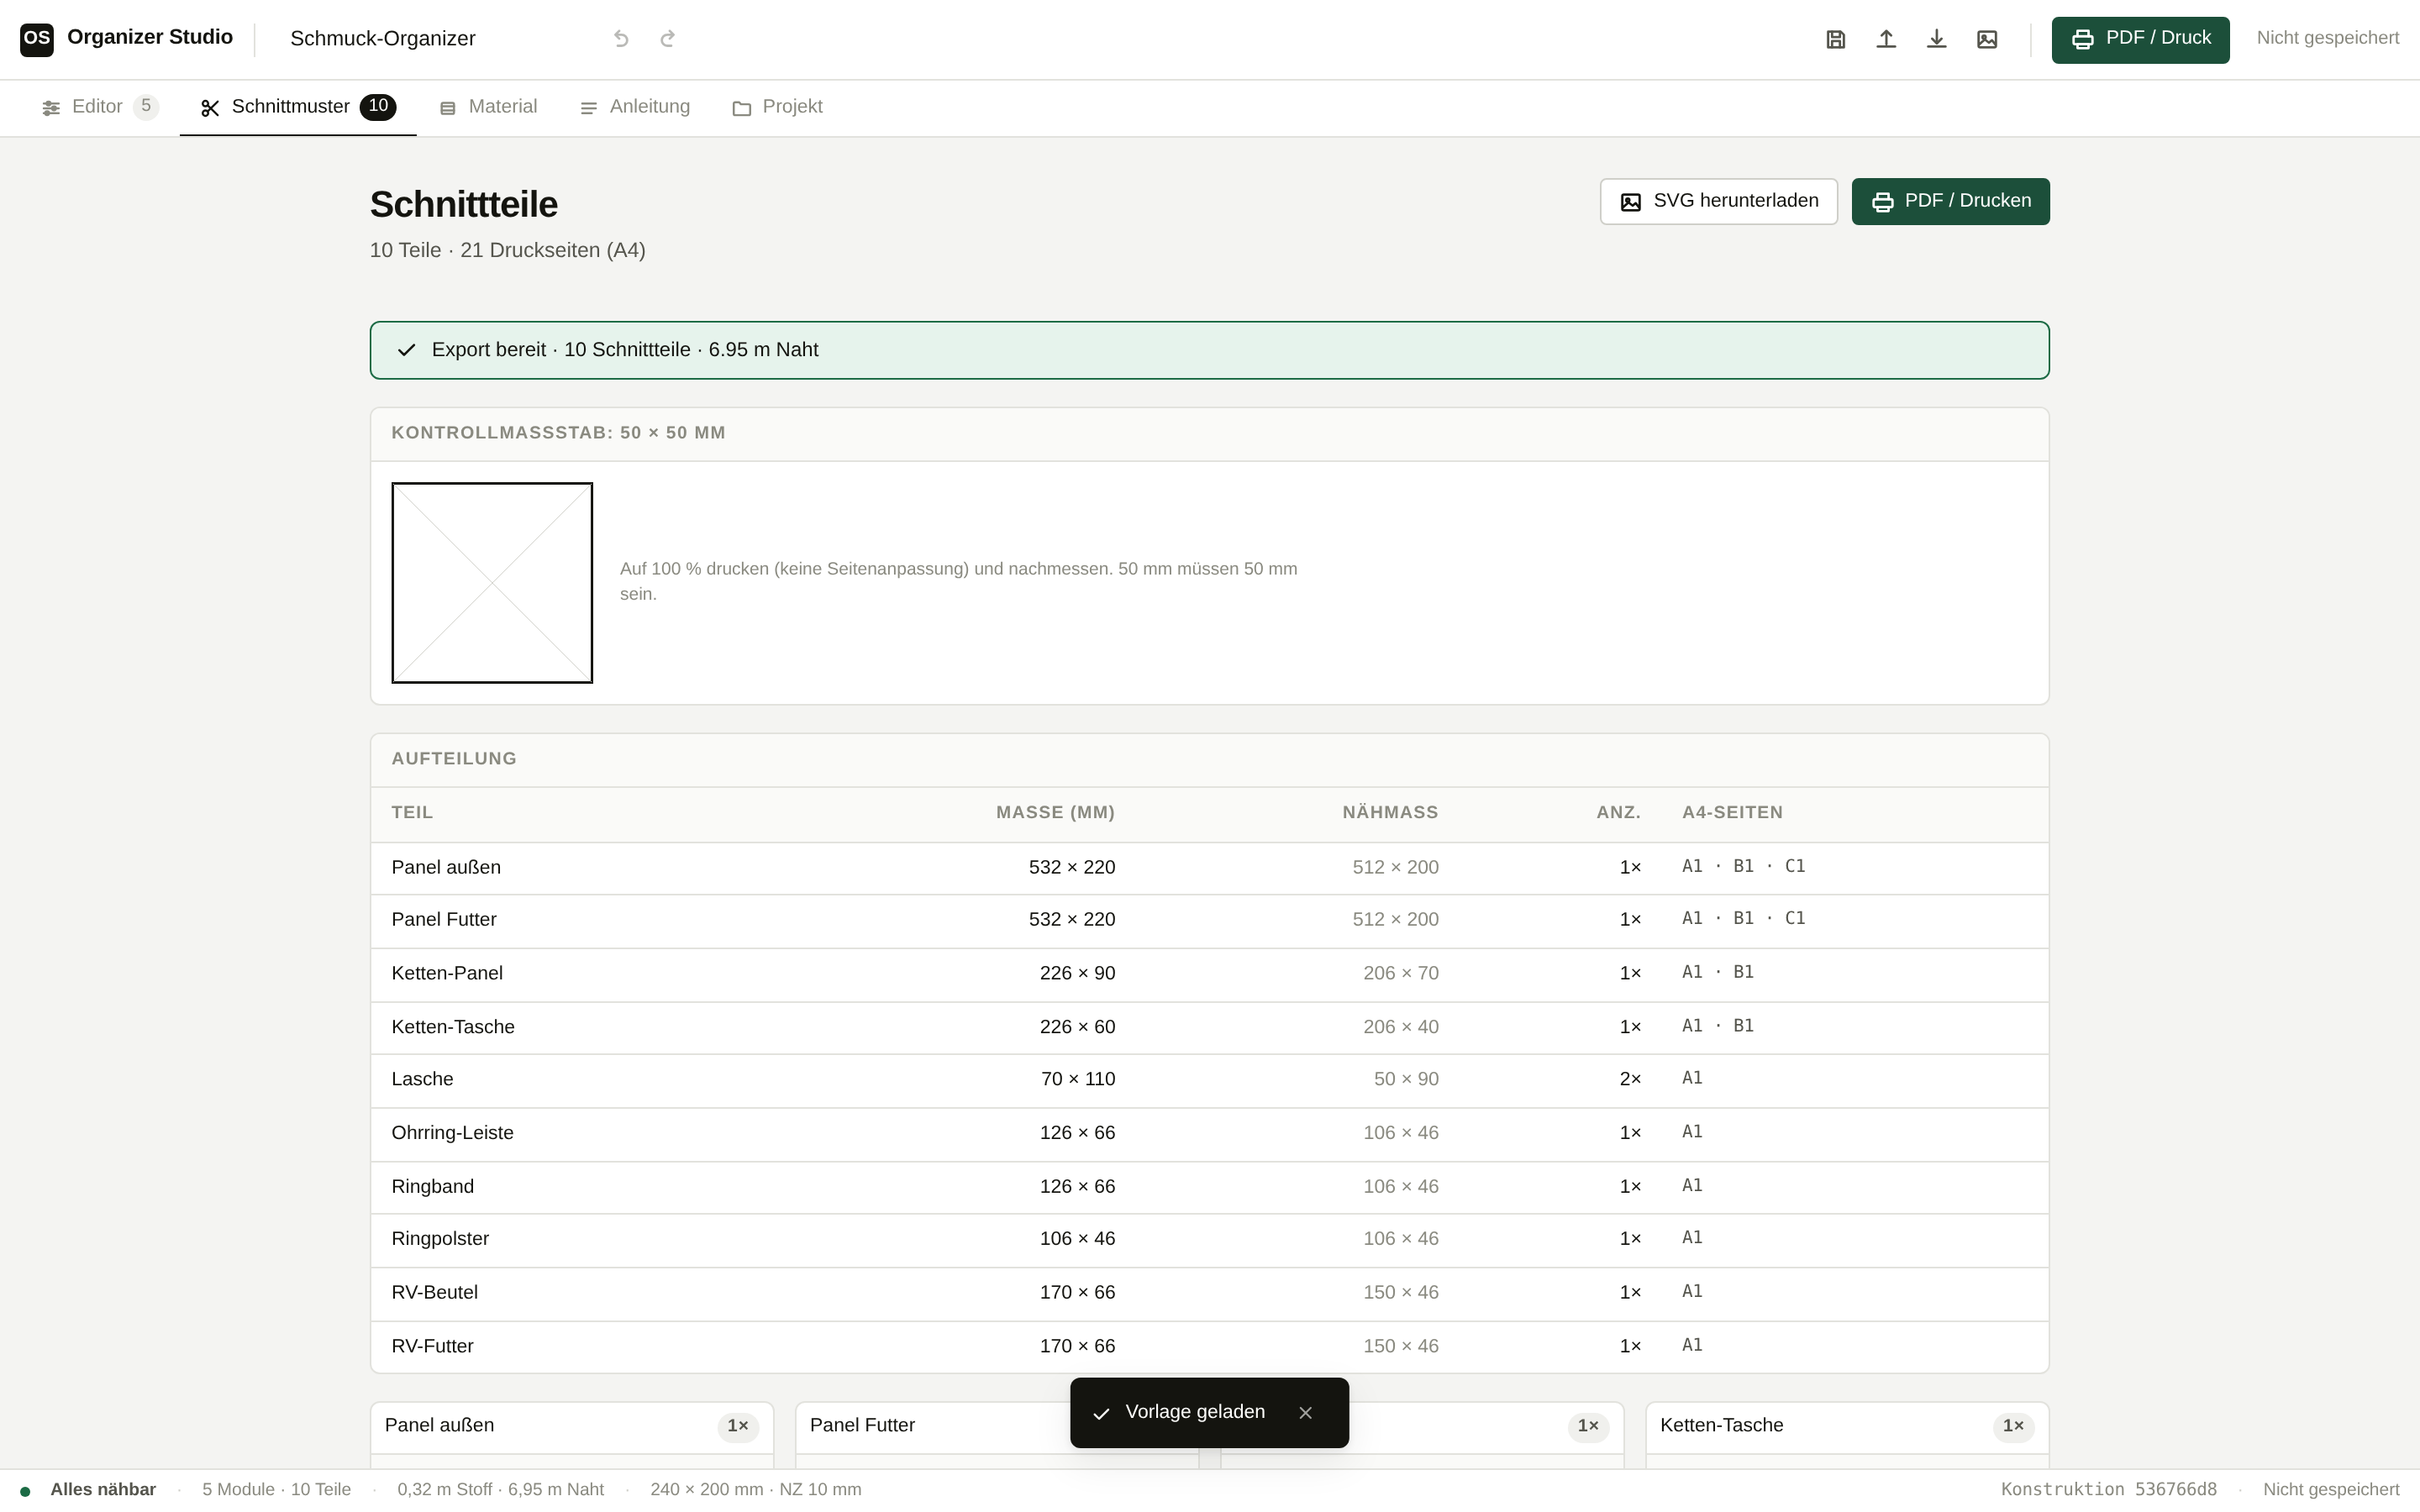 OS Organizer Studio Schmuck-Organizer PDF / Druck Nicht gespeichert
Editor 5 Schnittmuster 10 Material Anleitung Projekt
Schnittteile
SVG herunterladen PDF / Drucken
10 Teile · 21 Druckseiten (A4)
Export bereit · 10 Schnittteile · 6.95 m Naht
KONTROLLMASSSTAB: 50 × 50 MM
Auf 100 % drucken (keine Seitenanpassung) und nachmessen. 50 mm müssen 50 mm
sein.
AUFTEILUNG
TEIL MASSE (MM) NÄHMASS ANZ. A4-SEITEN
Panel außen 532 × 220 512 × 200 1× A1 · B1 · C1
Panel Futter 532 × 220 512 × 200 1× A1 · B1 · C1
Ketten-Panel 226 × 90 206 × 70 1× A1 · B1
Ketten-Tasche 226 × 60 206 × 40 1× A1 · B1
Lasche 70 × 110 50 × 90 2× A1
Ohrring-Leiste 126 × 66 106 × 46 1× A1
Ringband 126 × 66 106 × 46 1× A1
Ringpolster 106 × 46 106 × 46 1× A1
RV-Beutel 170 × 66 150 × 46 1× A1
RV-Futter 170 × 66 150 × 46 1× A1
Vorlage geladen
Panel außen 1× Panel Futter 1× Ketten-Tasche 1×
Alles nähbar · 5 Module · 10 Teile · 0,32 m Stoff · 6,95 m Naht · 240 × 200 mm · NZ 10 mm Konstruktion 536766d8 · Nicht gespeichert